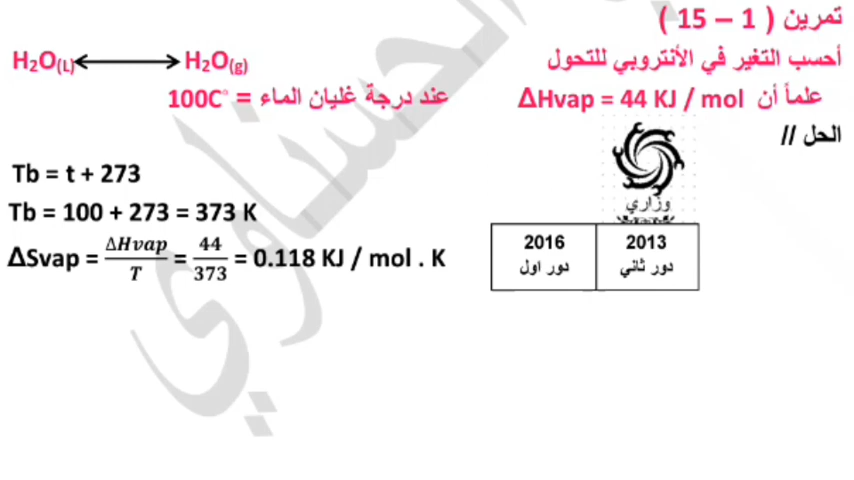 تمرين ( 1 – 15 )
أحسب التغير في الأنتروبي للتحول H₂O(L) ⟷ H₂O(g)
علماً أن ΔHvap = 44 KJ / mol عند درجة غليان الماء = 100C°
الحل //
Tb = t + 273
Tb = 100 + 273 = 373 K
ΔSvap = ΔHvap/T = 44/373 = 0.118 KJ / mol . K
وزاري
2016 2013
دور اول دور ثاني